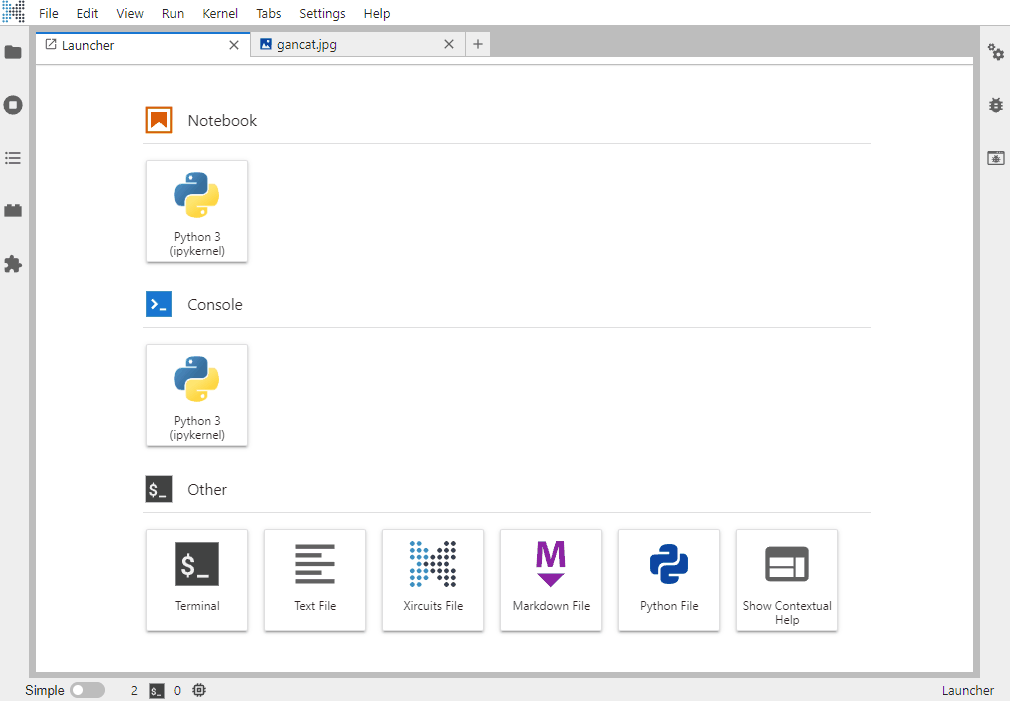 File Edit View Run Kernel Tabs Settings Help
Launcher gancat.jpg
Notebook
Python 3
(ipykernel)
Console
Python 3
(ipykernel)
$_ Other
$_
Terminal Text File Xircuits File Markdown File Python File Show Contextual
Help
Simple 2 $_ 0 Launcher